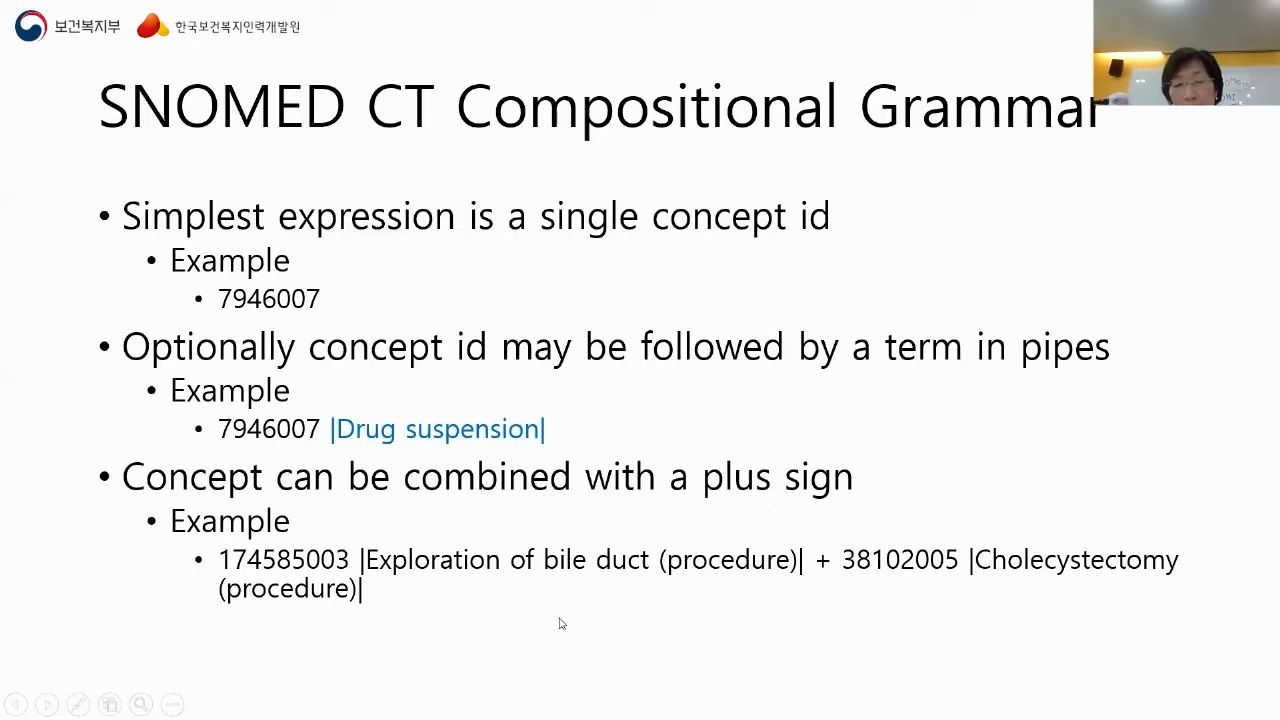 보건복지부 한국보건복지인력개발원
SNOMED CT Compositional Grammar
• Simplest expression is a single concept id
• Example
• 7946007
• Optionally concept id may be followed by a term in pipes
• Example
• 7946007 |Drug suspension|
• Concept can be combined with a plus sign
• Example
• 174585003 |Exploration of bile duct (procedure)| + 38102005 |Cholecystectomy
(procedure)|